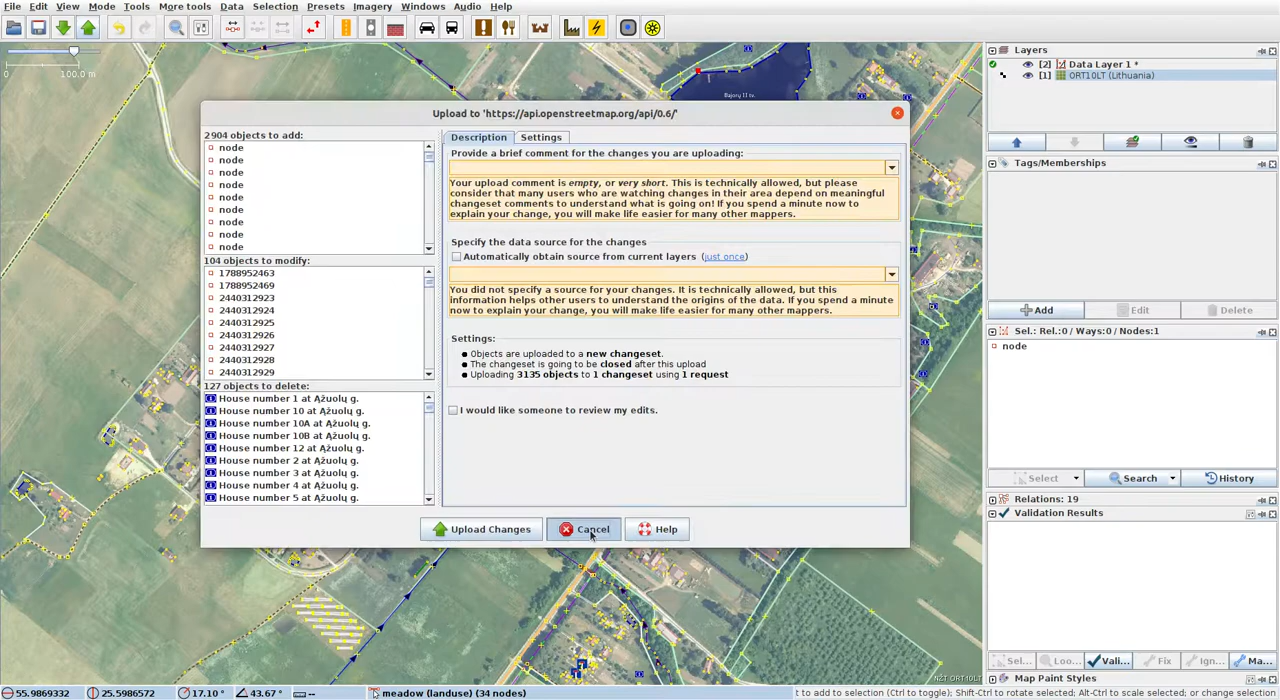 File Edit View Mode Tools More tools Data Selection Presets Imagery Windows Audio Help
0 100.0 m
Bajorų II tv.
Upload to 'https://api.openstreetmap.org/api/0.6/'
2904 objects to add:
node
node
node
node
node
node
node
node
node
104 objects to modify:
1788952463
1788952469
2440312923
2440312924
2440312925
2440312926
2440312927
2440312928
2440312929
127 objects to delete:
House number 1 at Ąžuolų g.
House number 10 at Ąžuolų g.
House number 10A at Ąžuolų g.
House number 10B at Ąžuolų g.
House number 12 at Ąžuolų g.
House number 2 at Ąžuolų g.
House number 3 at Ąžuolų g.
House number 4 at Ąžuolų g.
House number 5 at Ąžuolų g.
Description Settings
Provide a brief comment for the changes you are uploading:
Your upload comment is empty, or very short. This is technically allowed, but please
consider that many users who are watching changes in their area depend on meaningful
changeset comments to understand what is going on! If you spend a minute now to
explain your change, you will make life easier for many other mappers.
Specify the data source for the changes
Automatically obtain source from current layers (just once)
You did not specify a source for your changes. It is technically allowed, but this
information helps other users to understand the origins of the data. If you spend a minute
now to explain your change, you will make life easier for many other mappers.
Settings:
Objects are uploaded to a new changeset.
The changeset is going to be closed after this upload
Uploading 3135 objects to 1 changeset using 1 request
I would like someone to review my edits.
Upload Changes Cancel Help
Layers
[2] Data Layer 1 *
[1] ORT10LT (Lithuania)
Tags/Memberships
Add Edit Delete
Sel.: Rel.:0 / Ways:0 / Nodes:1
node
Select Search History
Relations: 19
Validation Results
Sel... Loo... Vali... Fix Ign... Ma...
Map Paint Styles
NŽT ORT10LT
55.9869332 25.5986572 17.10 ° 43.67 ° -- meadow (landuse) (34 nodes) t to add to selection (Ctrl to toggle); Shift-Ctrl to rotate selected; Alt-Ctrl to scale selected; or change